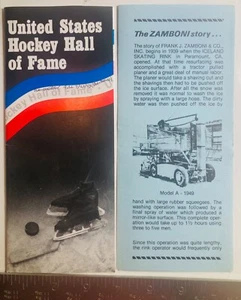 United States
Hockey Hall
of Fame
Hockey Hall of Fame
The ZAMBONI story . . .
The story of FRANK J. ZAMBONI & CO.,
INC. begins in 1939 when the ICELAND
SKATING RINK in Paramount, CA.
opened. At that time resurfacing was
accomplished with a tractor pulled
planer and a great deal of manual labor.
The planer would take a shaving cut and
the shavings then had to be pushed off
the ice surface. After all the snow was
removed it was normal to wash the ice
by spraying with a large hose. The dirty
water was then pushed off the ice by
Model A - 1949
hand with large rubber squeegees. The
washing operation was followed by a
final spray of water which produced a
mirror-like surface. This complete oper-
ation would take up to 1½ hours using
three to five men.
Since this operation was quite lengthy,
the rink operator would frequently only